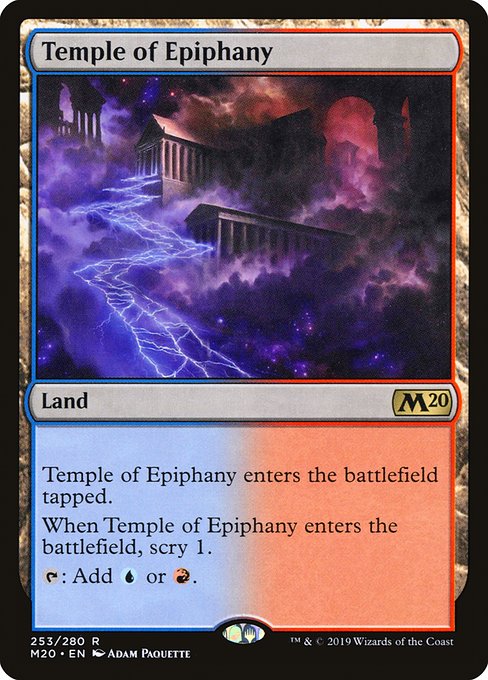 Temple of Epiphany
Land
M20
Temple of Epiphany enters the battlefield
tapped.
When Temple of Epiphany enters the
battlefield, scry 1.
: Add or .
253/280 R
M20 • EN Adam Paquette
™ & © 2019 Wizards of the Coast